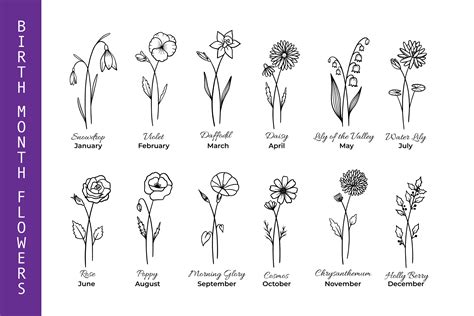 BIRTH MONTH FLOWERS
Snowdrop
January
Violet
February
Daffodil
March
Daisy
April
Lily of the Valley
May
Water Lily
July
Rose
June
Poppy
August
Morning Glory
September
Cosmos
October
Chrysanthemum
November
Holly Berry
December